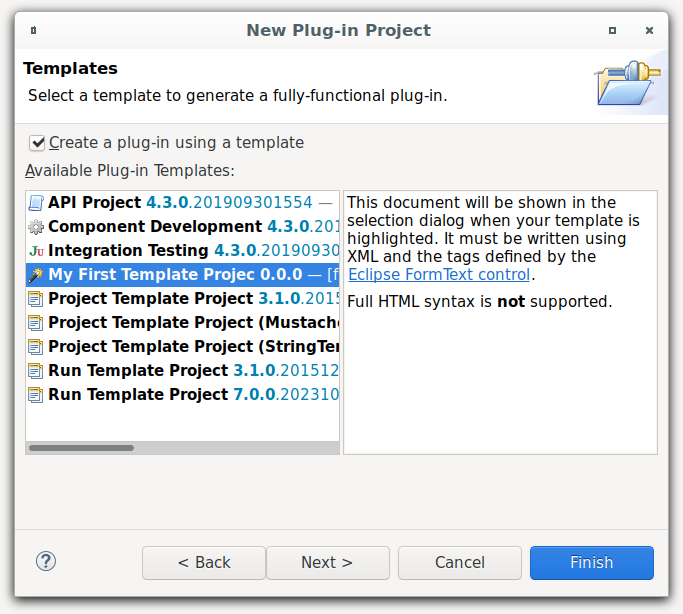 New Plug-in Project
Templates
Select a template to generate a fully-functional plug-in.
Create a plug-in using a template
Available Plug-in Templates:
API Project 4.3.0.201909301554 —
Component Development 4.3.0.201
Integration Testing 4.3.0.20190930
My First Template Projec 0.0.0 — [f
Project Template Project 3.1.0.2015
Project Template Project (Mustache
Project Template Project (StringTe
Run Template Project 3.1.0.201512
Run Template Project 7.0.0.202310
This document will be shown in the
selection dialog when your template is
highlighted. It must be written using
XML and the tags defined by the
Eclipse FormText control.
Full HTML syntax is not supported.
< Back
Next >
Cancel
Finish